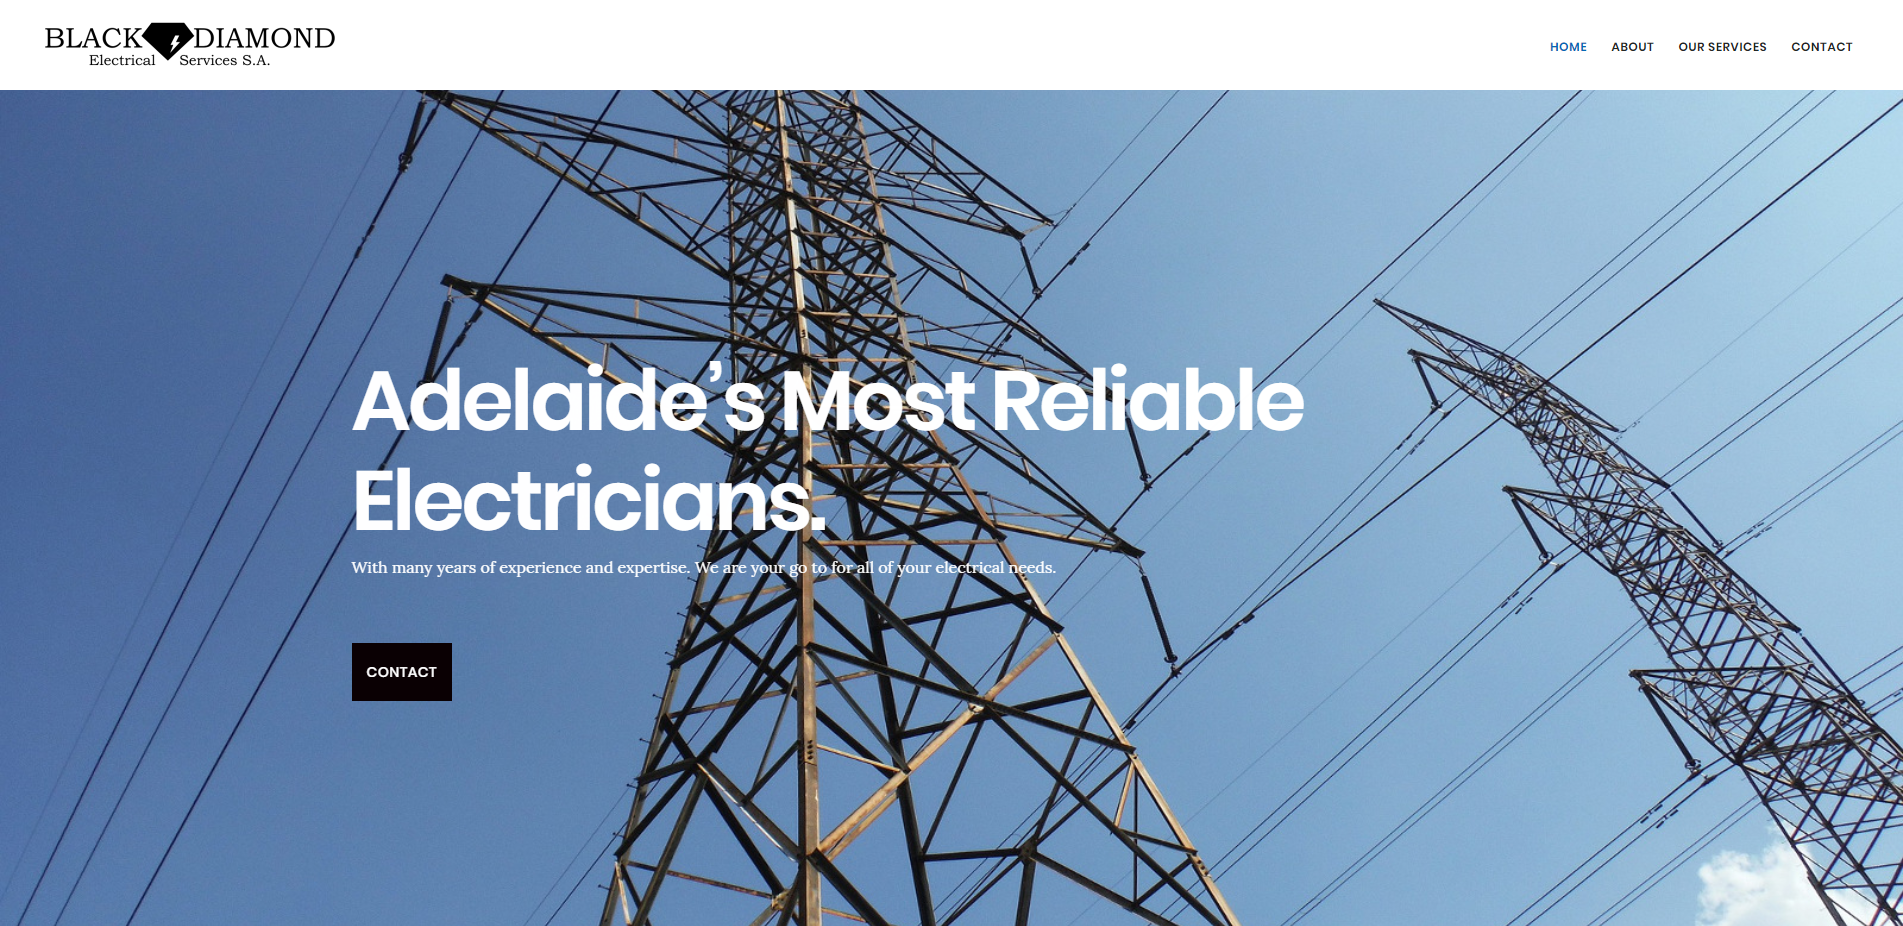 BLACK DIAMOND
Electrical Services S.A.
HOME ABOUT OUR SERVICES CONTACT
Adelaide’s Most Reliable
Electricians.
With many years of experience and expertise. We are your go to for all of your electrical needs.
CONTACT